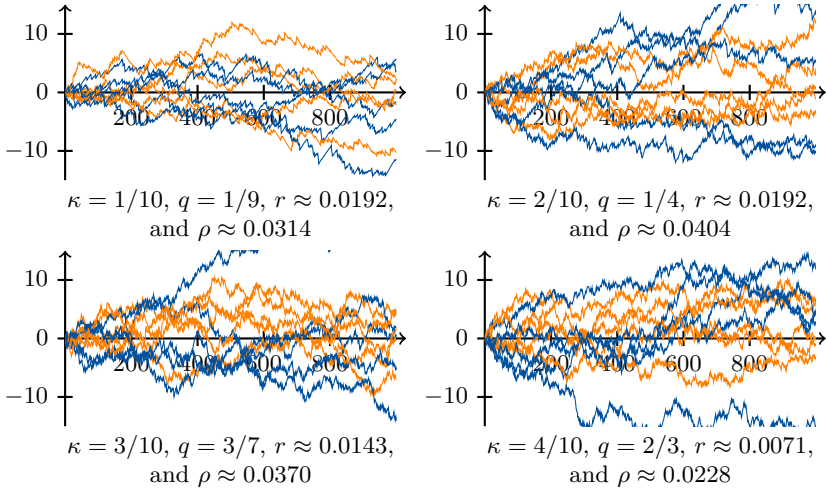 10
0
−10
200 400 600 800
κ = 1/10, q = 1/9, r ≈ 0.0192,
and ρ ≈ 0.0314
10
0
−10
200 400 600 800
κ = 2/10, q = 1/4, r ≈ 0.0192,
and ρ ≈ 0.0404
10
0
−10
200 400 600 800
κ = 3/10, q = 3/7, r ≈ 0.0143,
and ρ ≈ 0.0370
10
0
−10
200 400 600 800
κ = 4/10, q = 2/3, r ≈ 0.0071,
and ρ ≈ 0.0228